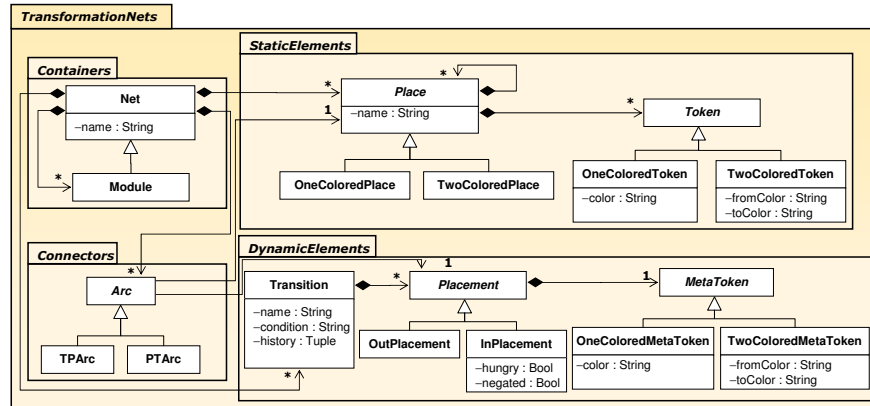 TransformationNets
StaticElements
Containers
Net
–name : String
*
Module
*
Place
–name : String
*
1
*
Token
OneColoredPlace
TwoColoredPlace
OneColoredToken
–color : String
TwoColoredToken
–fromColor : String
–toColor : String
Connectors
*
Arc
TPArc
PTArc
DynamicElements
Transition
–name : String
–condition : String
–history : Tuple
*
*
1
Placement
1
MetaToken
OutPlacement
InPlacement
–hungry : Bool
–negated : Bool
OneColoredMetaToken
–color : String
TwoColoredMetaToken
–fromColor : String
–toColor : String